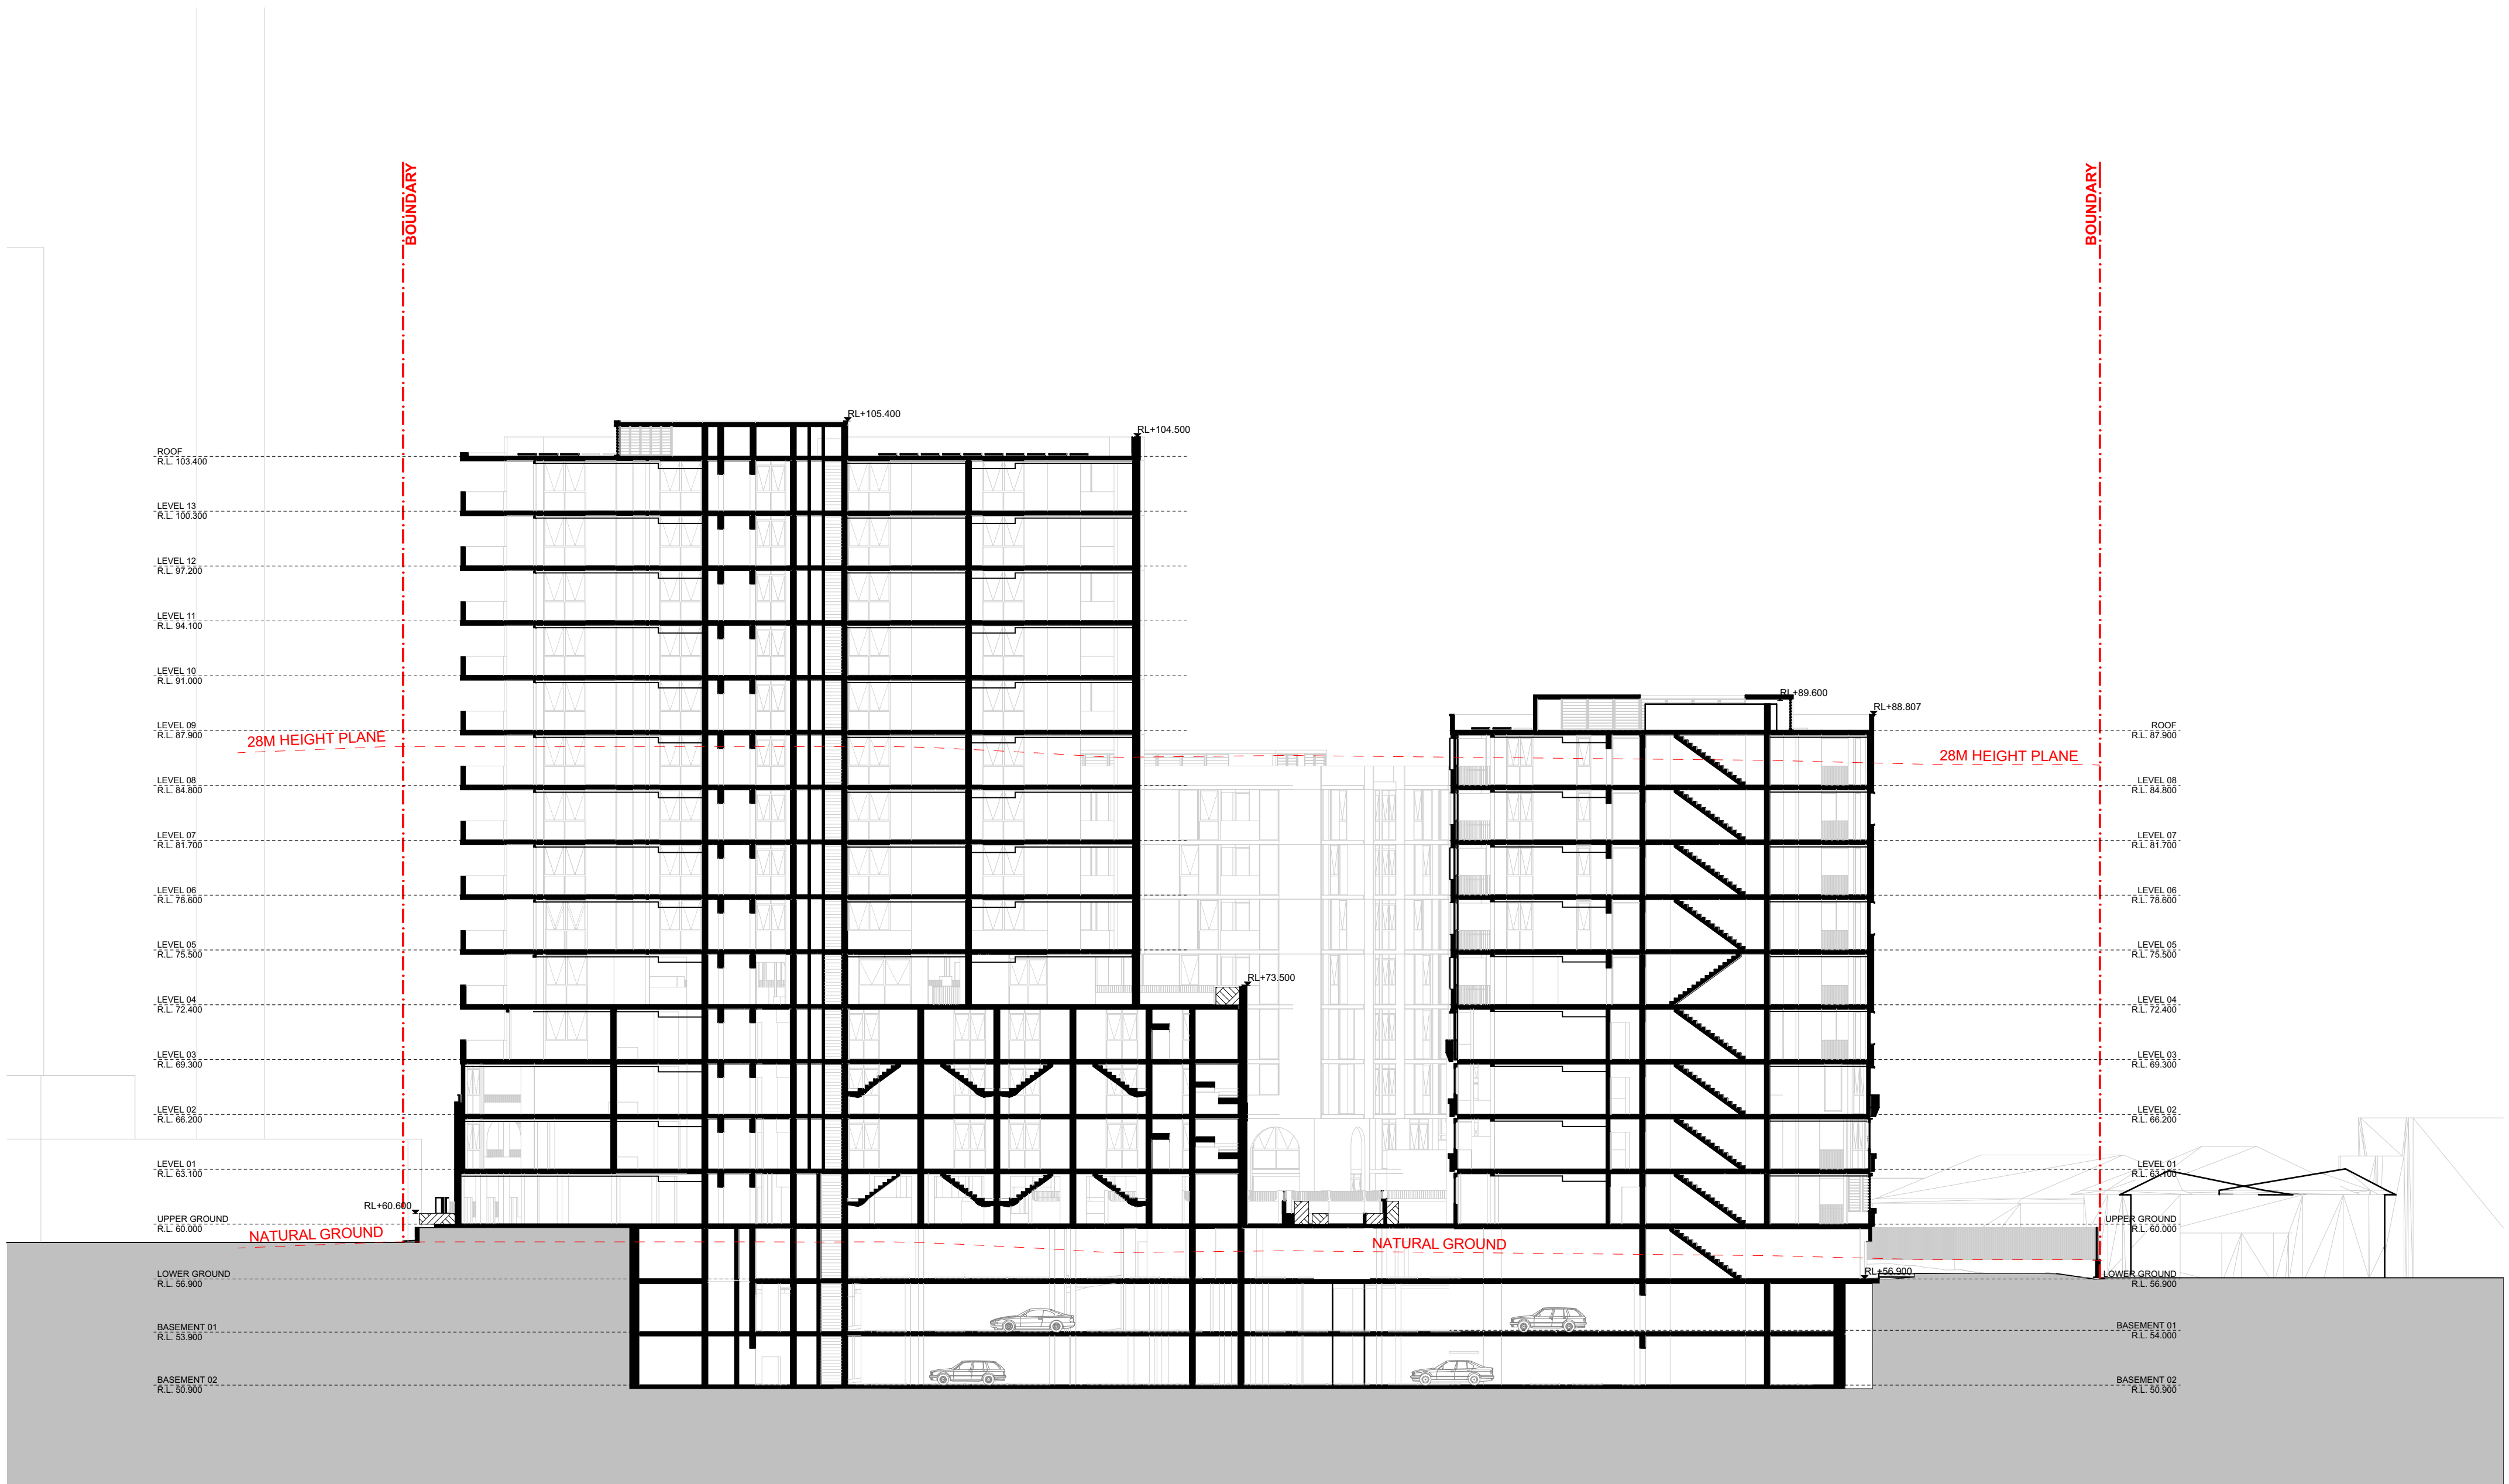 BOUNDARY
BOUNDARY
RL+105.400
RL+104.500
ROOF
R.L. 103.400
LEVEL 13
R.L. 100.300
LEVEL 12
R.L. 97.200
LEVEL 11
R.L. 94.100
LEVEL 10
R.L. 91.000
LEVEL 09
R.L. 87.900
28M HEIGHT PLANE
LEVEL 08
R.L. 84.800
LEVEL 07
R.L. 81.700
LEVEL 06
R.L. 78.600
LEVEL 05
R.L. 75.500
LEVEL 04
R.L. 72.400
LEVEL 03
R.L. 69.300
LEVEL 02
R.L. 66.200
LEVEL 01
R.L. 63.100
RL+60.600
UPPER GROUND
R.L. 60.000
NATURAL GROUND
LOWER GROUND
R.L. 56.900
BASEMENT 01
R.L. 53.900
BASEMENT 02
R.L. 50.900
RL+73.500
NATURAL GROUND
RL+89.600
RL+88.807
RL+56.900
ROOF
R.L. 87.900
28M HEIGHT PLANE
LEVEL 08
R.L. 84.800
LEVEL 07
R.L. 81.700
LEVEL 06
R.L. 78.600
LEVEL 05
R.L. 75.500
LEVEL 04
R.L. 72.400
LEVEL 03
R.L. 69.300
LEVEL 02
R.L. 66.200
LEVEL 01
R.L. 63.100
UPPER GROUND
R.L. 60.000
LOWER GROUND
R.L. 56.900
BASEMENT 01
R.L. 54.000
BASEMENT 02
R.L. 50.900